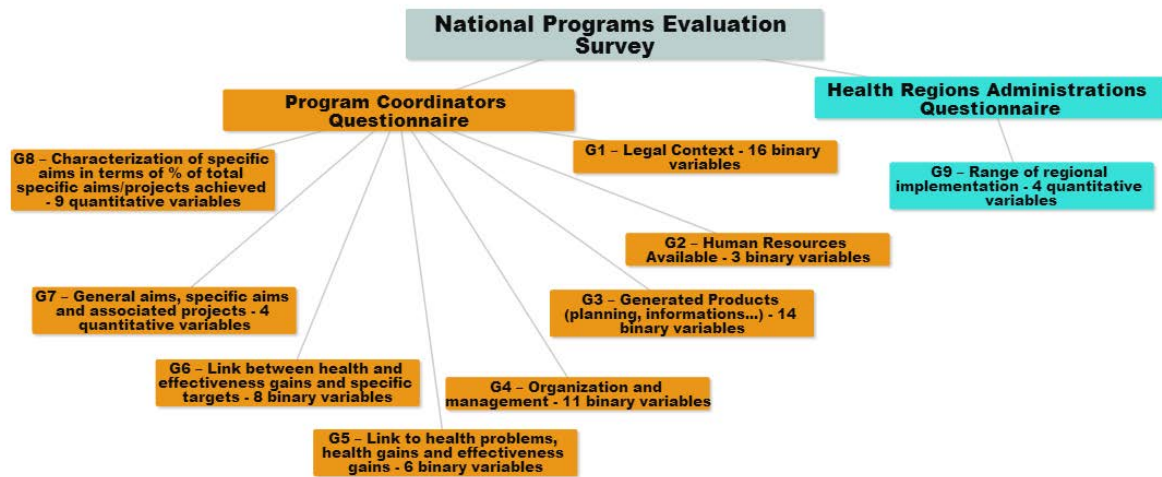 National Programs Evaluation
Survey
Program Coordinators
Questionnaire
Health Regions Administrations
Questionnaire
G8 – Characterization of specific
aims in terms of % of total
specific aims/projects achieved
- 9 quantitative variables
G1 – Legal Context - 16 binary
variables
G9 – Range of regional
implementation - 4 quantitative
variables
G2 – Human Resources
Available - 3 binary variables
G7 – General aims, specific aims
and associated projects - 4
quantitative variables
G3 – Generated Products
(planning, informations...) - 14
binary variables
G6 – Link between health and
effectiveness gains and specific
targets - 8 binary variables
G4 – Organization and
management - 11 binary variables
G5 – Link to health problems,
health gains and effectiveness
gains - 6 binary variables